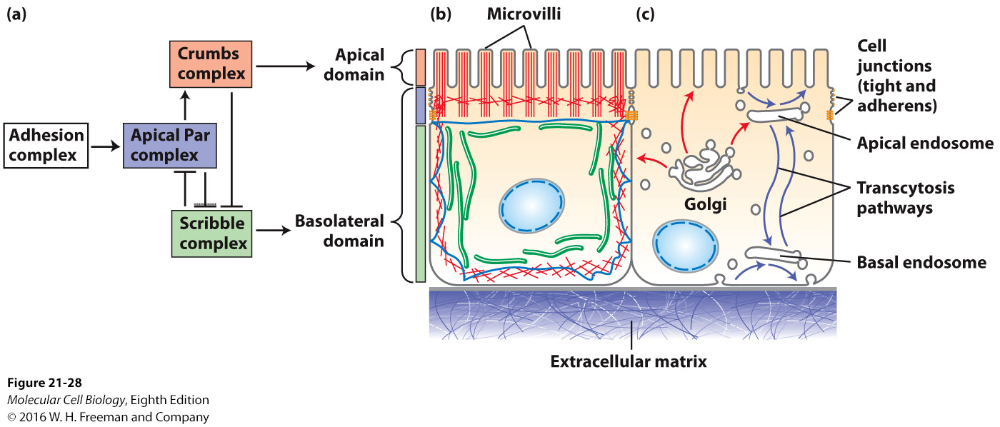 (a)
Crumbs
complex
Adhesion
complex
Apical Par
complex
Scribble
complex
Apical
domain
Basolateral
domain
(b)
Microvilli
(c)
Golgi
Cell
junctions
(tight and
adherens)
Apical endosome
Transcytosis
pathways
Basal endosome
Extracellular matrix
Figure 21-28
Molecular Cell Biology, Eighth Edition
© 2016 W. H. Freeman and Company